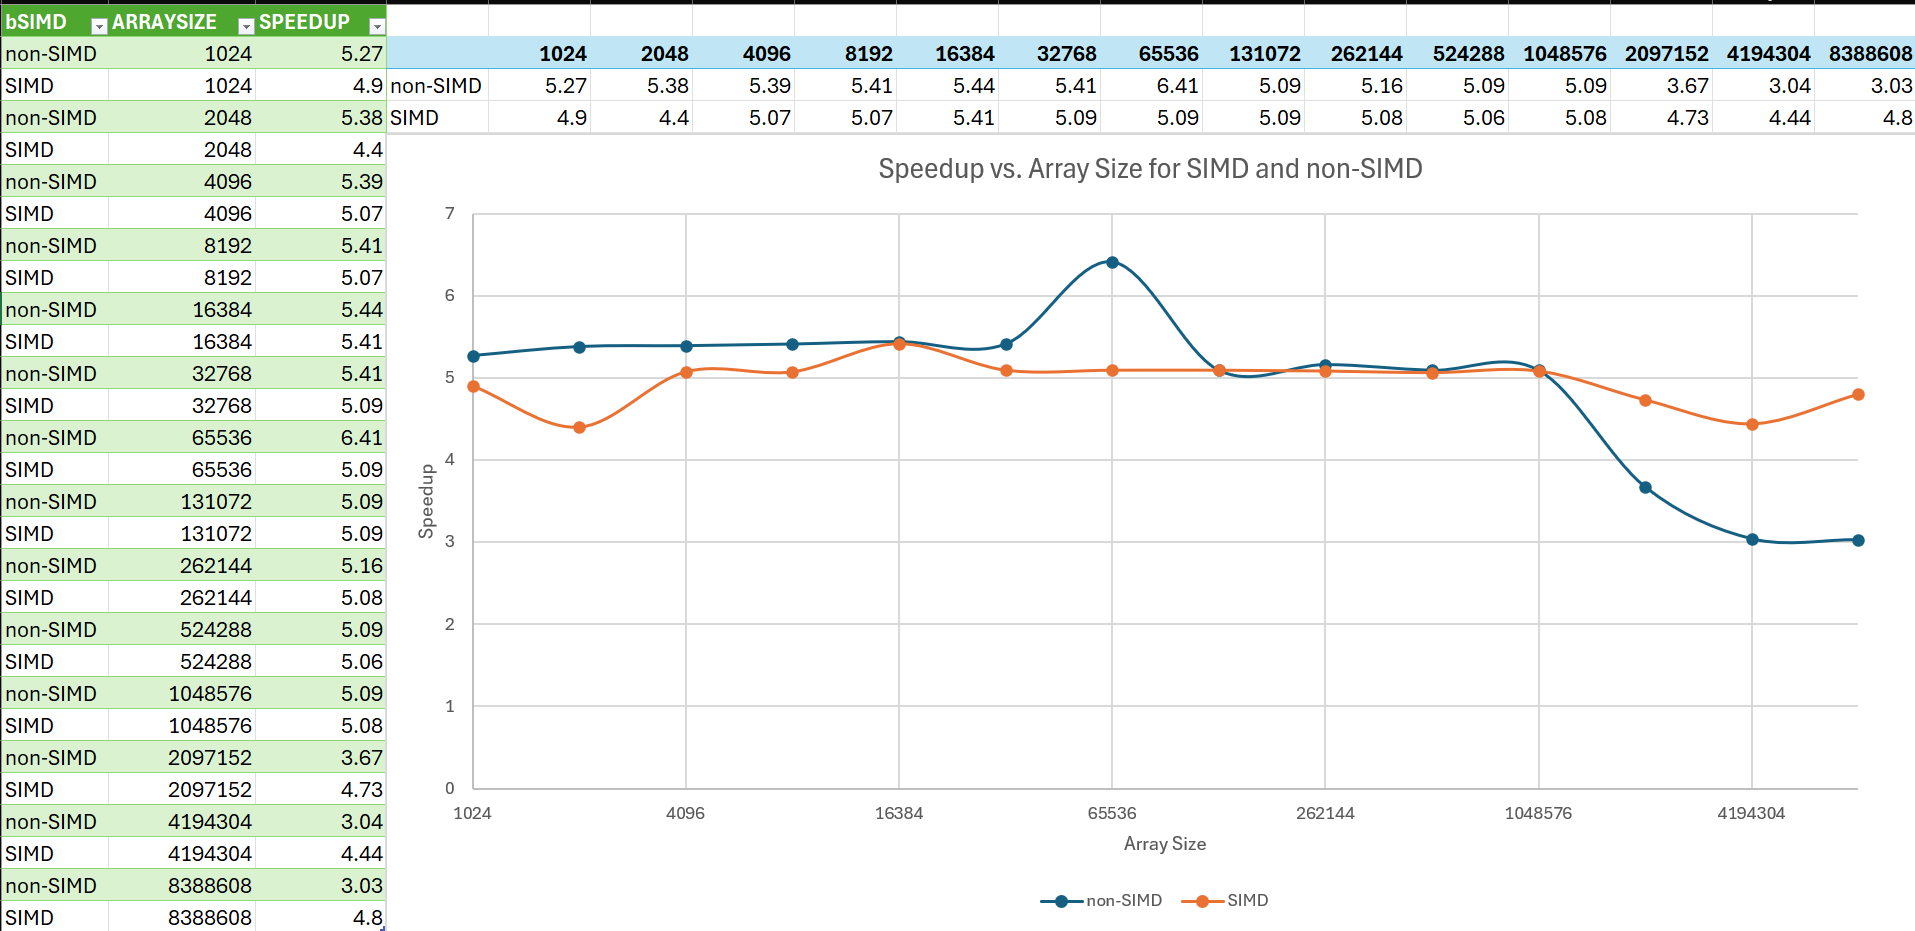 bSIMD ARRAYSIZE SPEEDUP
non-SIMD 1024 5.27
SIMD 1024 4.9
non-SIMD 2048 5.38
SIMD 2048 4.4
non-SIMD 4096 5.39
SIMD 4096 5.07
non-SIMD 8192 5.41
SIMD 8192 5.07
non-SIMD 16384 5.44
SIMD 16384 5.41
non-SIMD 32768 5.41
SIMD 32768 5.09
non-SIMD 65536 6.41
SIMD 65536 5.09
non-SIMD 131072 5.09
SIMD 131072 5.09
non-SIMD 262144 5.16
SIMD 262144 5.08
non-SIMD 524288 5.09
SIMD 524288 5.06
non-SIMD 1048576 5.09
SIMD 1048576 5.08
non-SIMD 2097152 3.67
SIMD 2097152 4.73
non-SIMD 4194304 3.04
SIMD 4194304 4.44
non-SIMD 8388608 3.03
SIMD 8388608 4.8
1024 2048 4096 8192 16384 32768 65536 131072 262144 524288 1048576 2097152 4194304 8388608
non-SIMD 5.27 5.38 5.39 5.41 5.44 5.41 6.41 5.09 5.16 5.09 5.09 3.67 3.04 3.03
SIMD 4.9 4.4 5.07 5.07 5.41 5.09 5.09 5.09 5.08 5.06 5.08 4.73 4.44 4.8
Speedup vs. Array Size for SIMD and non-SIMD
7
6
5
4
3
2
1
0
Speedup
1024 4096 16384 65536 262144 1048576 4194304
Array Size
non-SIMD SIMD